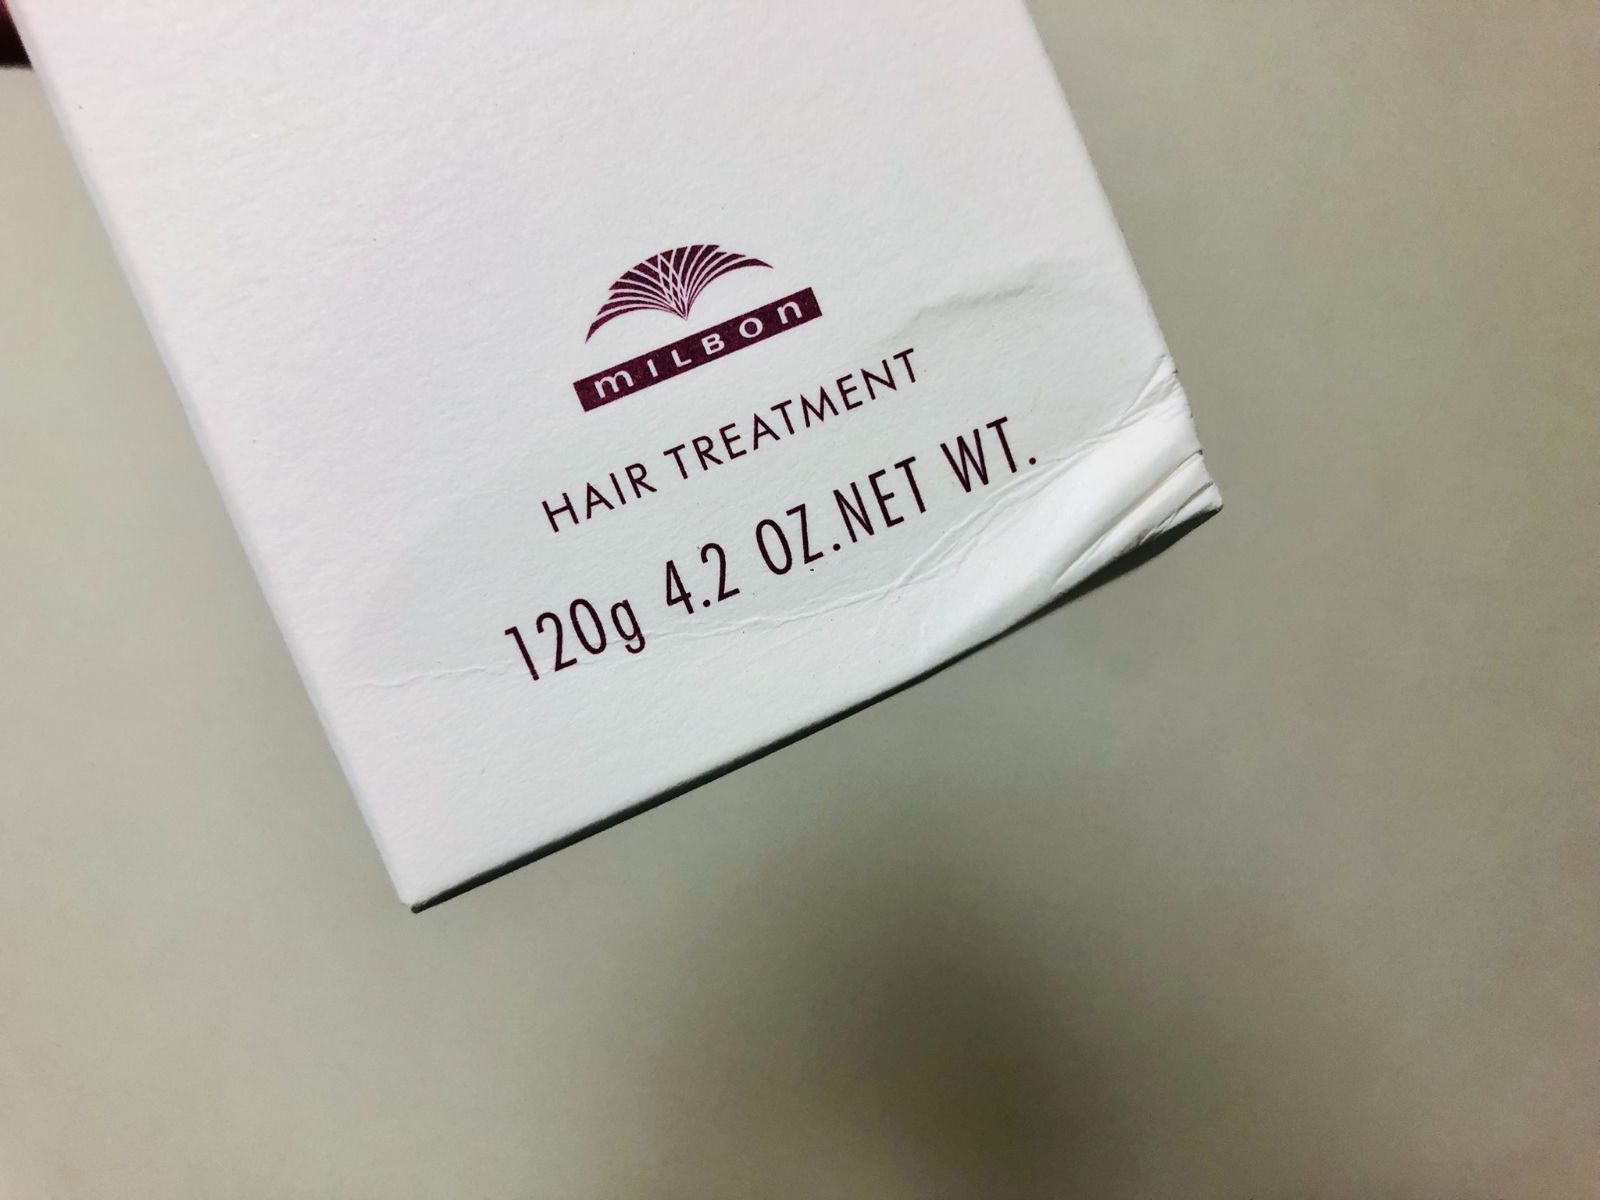 mILBOn
HAIR TREATMENT
120g 4.2 OZ.NET WT.